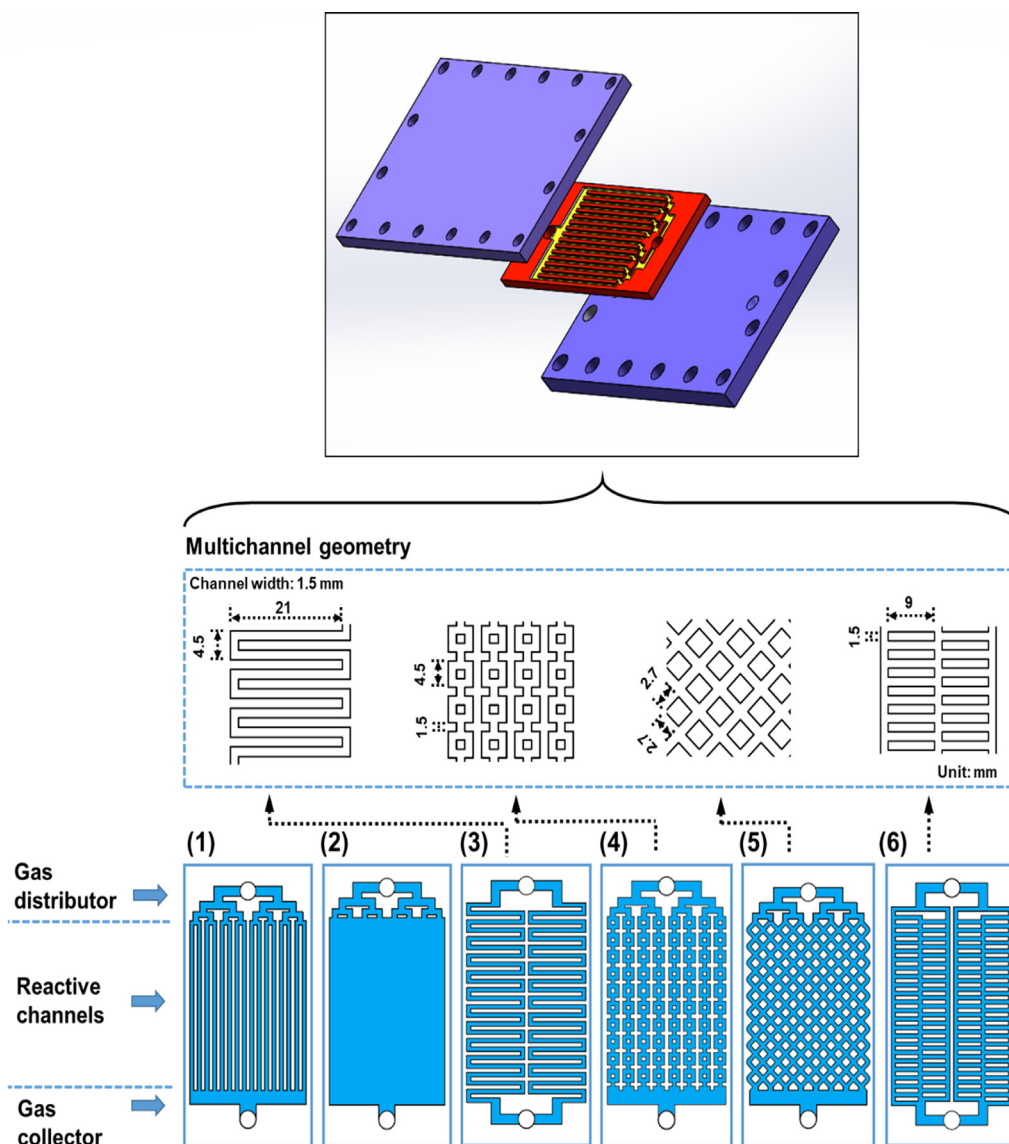 Multichannel geometry
Channel width: 1.5 mm
21
4.5
4.5
1.5
2.7
2.7
9
1.5
Unit: mm
(1)
(2)
(3)
(4)
(5)
(6)
Gas
distributor
Reactive
channels
Gas
collector